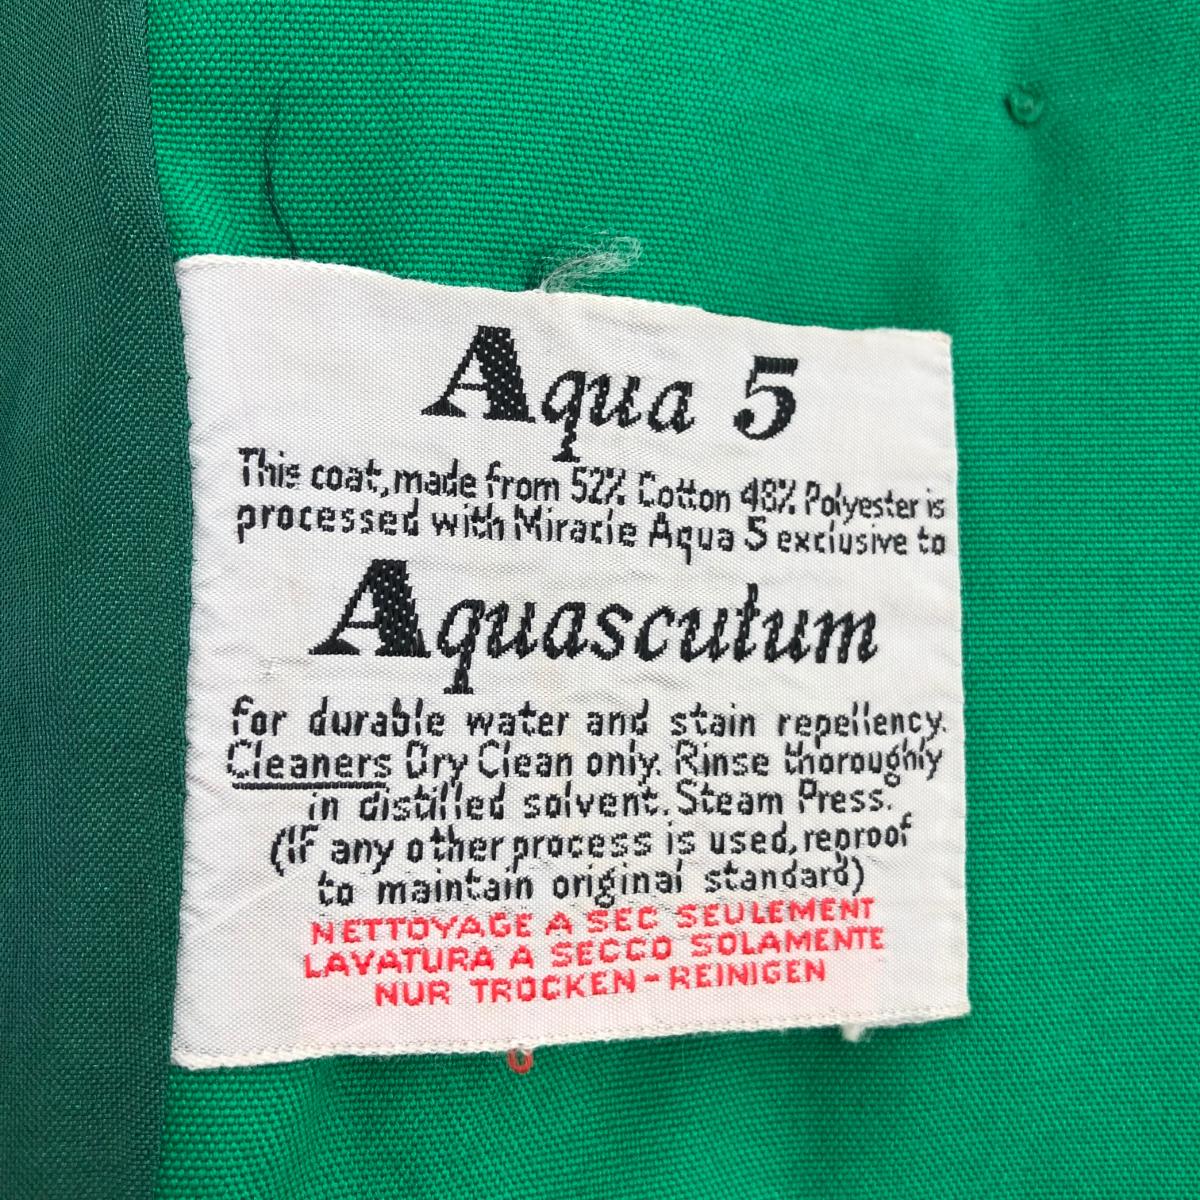 Aqua 5
This coat, made from 52% Cotton 48% Polyester is
processed with Miracle Aqua 5 exclusive to
Aquascutum
for durable water and stain repellency.
Cleaners Dry Clean only. Rinse thoroughly
in distilled solvent. Steam Press.
(IF any other process is used, reproof
to maintain original standard)
NETTOYAGE A SEC SEULEMENT
LAVATURA A SECCO SOLAMENTE
NUR TROCKEN-REINIGEN